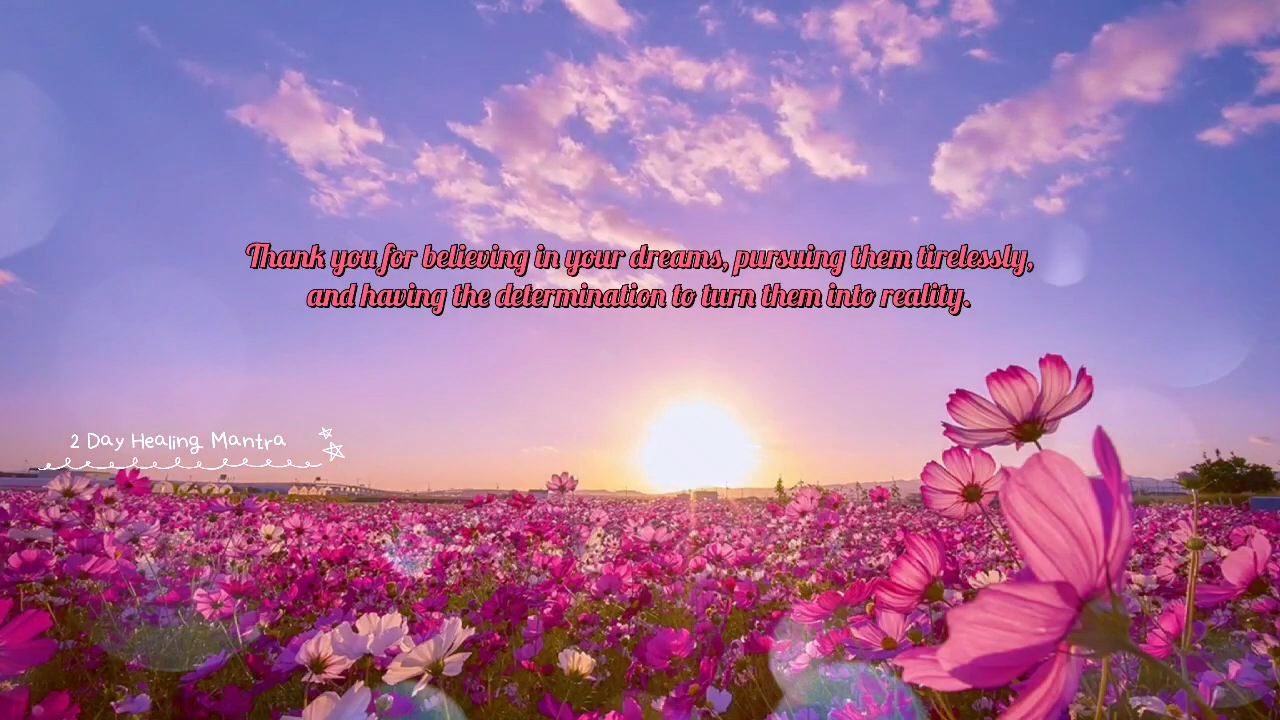 Thank you for believing in your dreams, pursuing them tirelessly,
and having the determination to turn them into reality.
2 Day Healing Mantra